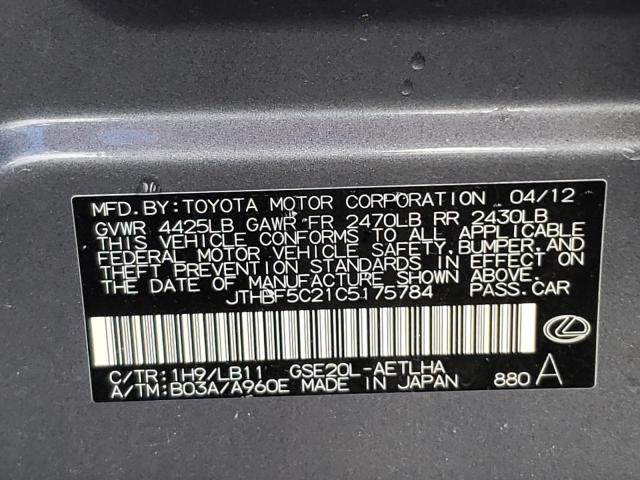 MFD.BY:TOYOTA MOTOR CORPORATION 04/12
GVWR 4425LB GAWR FR 2470LB RR 2430LB
THIS VEHICLE CONFORMS TO ALL APPLICABLE
FEDERAL MOTOR VEHICLE SAFETY,BUMPER,AND
THEFT PREVENTION STANDARDS IN EFFECT ON
THE DATE OF MANUFACTURE SHOWN ABOVE.
JTHBF5C21C5175784 PASS.CAR
C/TR:1H9/LB11 GSE20L-AETLHA
A/TM:B03A/A960E MADE IN JAPAN 880 A